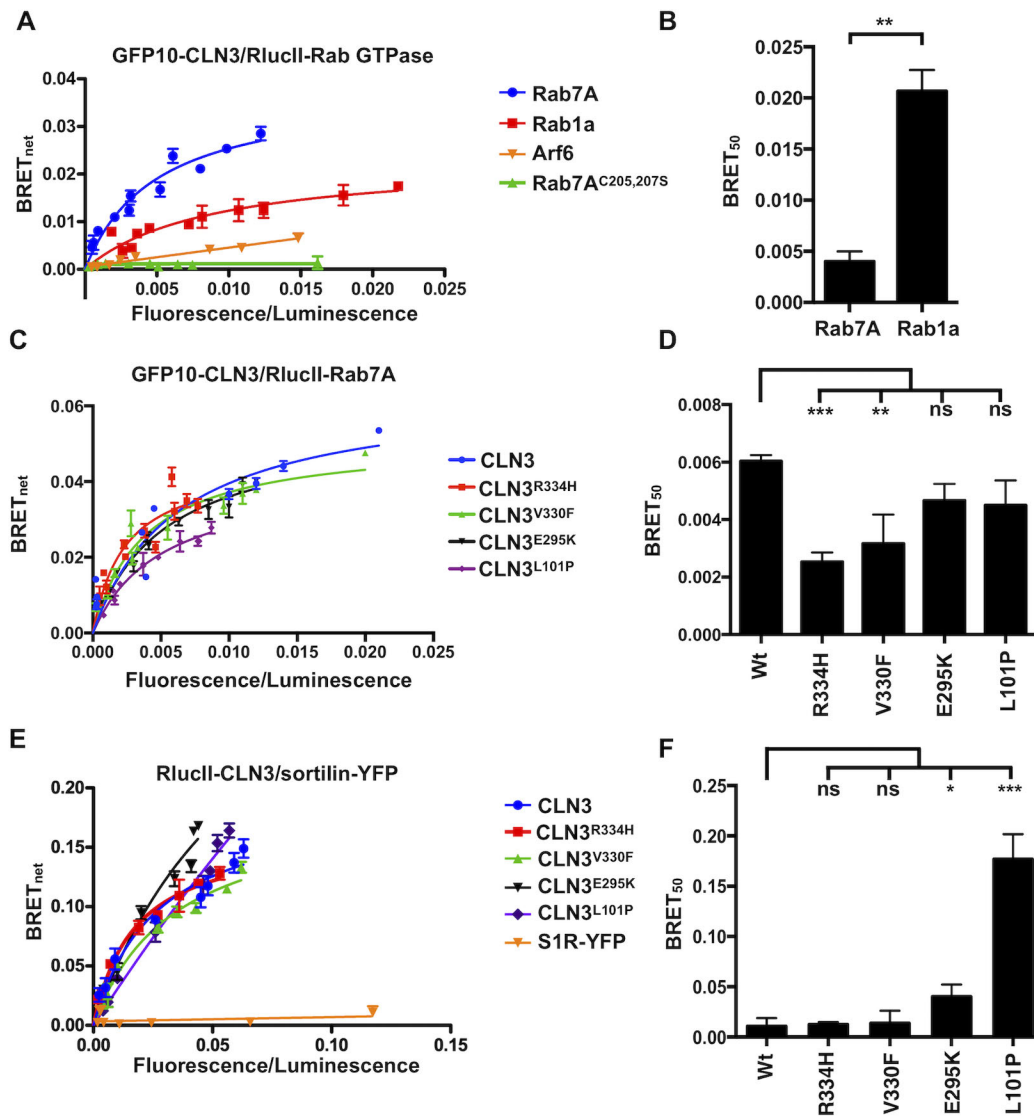 A
GFP10-CLN3/RlucII-Rab GTPase
BRETnet
0.04
0.03
0.02
0.01
0.00
0.005
0.010
0.015
0.020
0.025
Fluorescence/Luminescence
Rab7A
Rab1a
Arf6
Rab7AC205,207S
B
**
BRET50
0.025
0.020
0.015
0.010
0.005
0.000
Rab7A
Rab1a
C
GFP10-CLN3/RlucII-Rab7A
BRETnet
0.06
0.04
0.02
0.00
0.000
0.005
0.010
0.015
0.020
0.025
Fluorescence/Luminescence
CLN3
CLN3R334H
CLN3V330F
CLN3E295K
CLN3L101P
D
***
**
ns
ns
BRET50
0.008
0.006
0.004
0.002
0.000
Wt
R334H
V330F
E295K
L101P
E
RlucII-CLN3/sortilin-YFP
BRETnet
0.20
0.15
0.10
0.05
0.00
0.00
0.05
0.10
0.15
Fluorescence/Luminescence
CLN3
CLN3R334H
CLN3V330F
CLN3E295K
CLN3L101P
S1R-YFP
F
ns
ns
*
***
BRET50
0.25
0.20
0.15
0.10
0.05
0.00
Wt
R334H
V330F
E295K
L101P